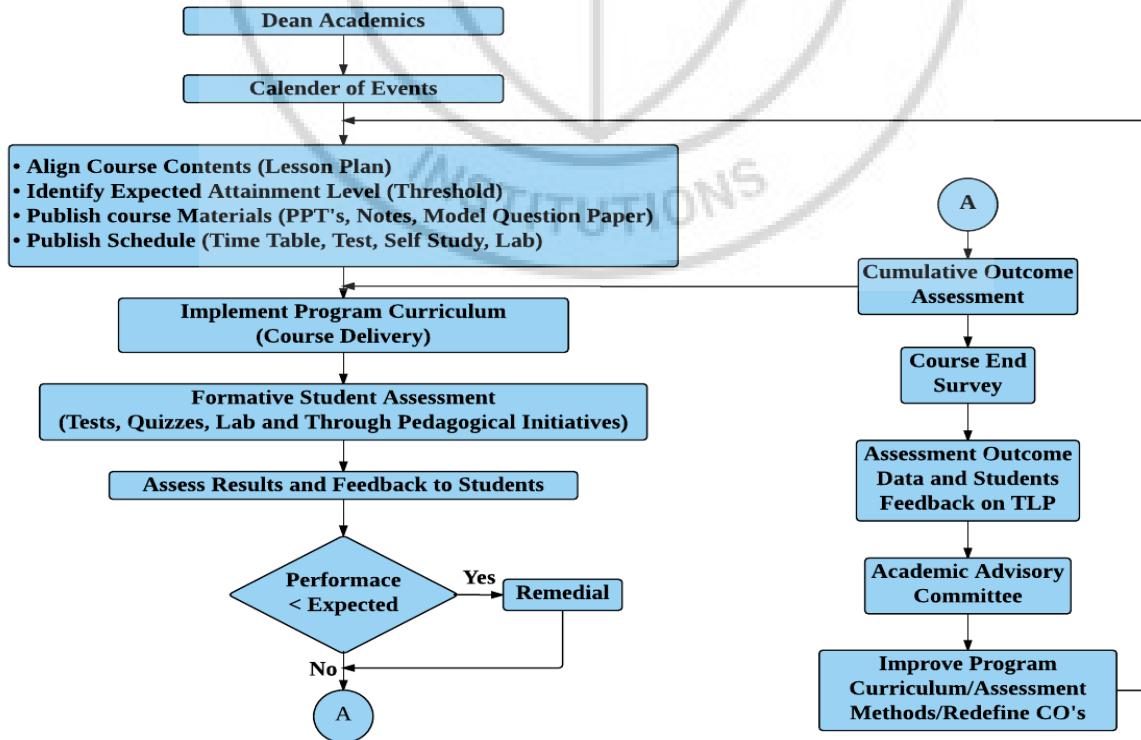 Dean Academics
Calender of Events
INSTITUTIONS
• Align Course Contents (Lesson Plan)
• Identify Expected Attainment Level (Threshold)
• Publish course Materials (PPT's, Notes, Model Question Paper)
• Publish Schedule (Time Table, Test, Self Study, Lab)
Implement Program Curriculum
(Course Delivery)
Formative Student Assessment
(Tests, Quizzes, Lab and Through Pedagogical Initiatives)
Assess Results and Feedback to Students
Performace
< Expected
Yes
Remedial
No
A
A
Cumulative Outcome
Assessment
Course End
Survey
Assessment Outcome
Data and Students
Feedback on TLP
Academic Advisory
Committee
Improve Program
Curriculum/Assessment
Methods/Redefine CO's